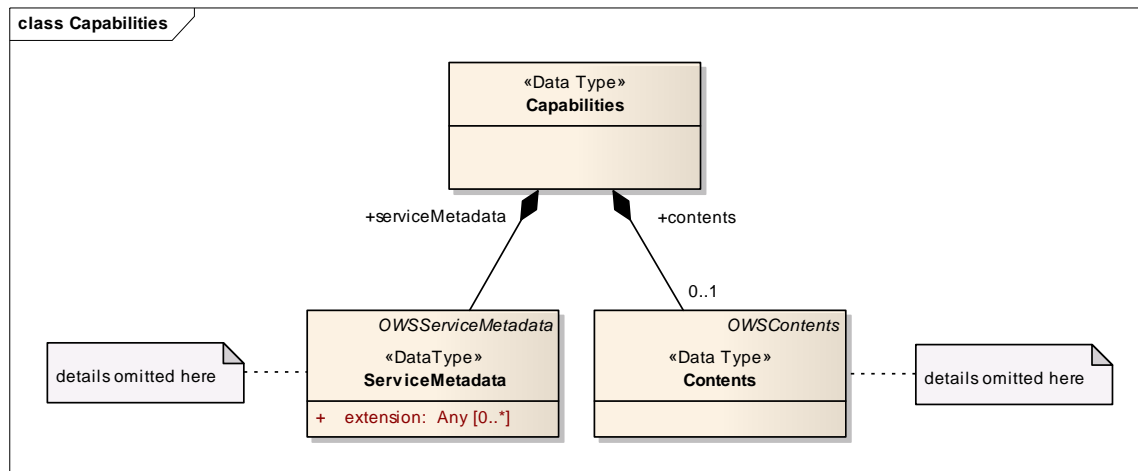 class Capabilities
«Data Type»
Capabilities
+serviceMetadata
+contents
0..1
OWSServiceMetadata
«DataType»
ServiceMetadata
+ extension: Any [0..*]
OWSContents
«Data Type»
Contents
details omitted here
details omitted here